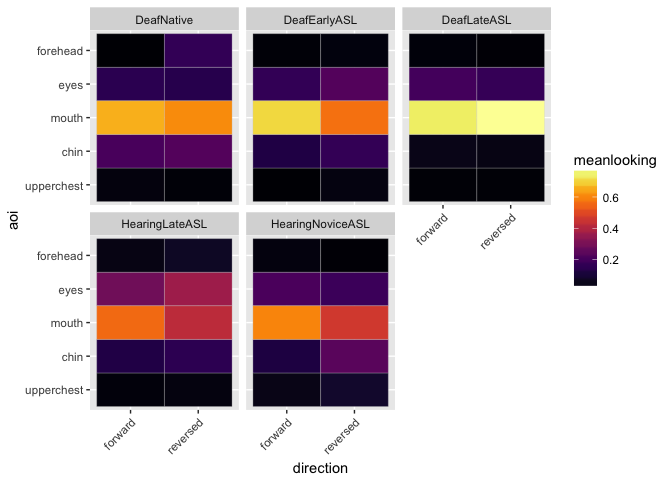 DeafNative DeafEarlyASL DeafLateASL
forehead
eyes
mouth
chin
upperchest
forward reversed
meanlooking
0.6
0.4
0.2
aoi
HearingLateASL HearingNoviceASL
forehead
eyes
mouth
chin
upperchest
forward reversed forward reversed
direction